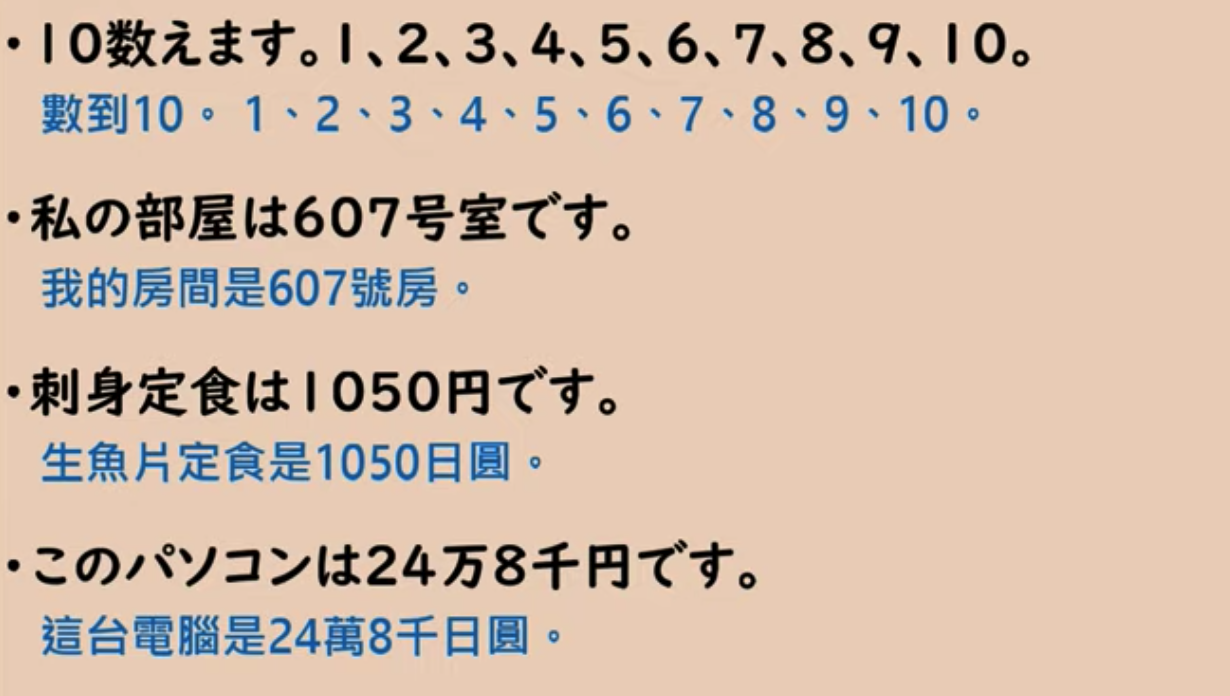 ・10数えます。1、2、3、4、5、6、7、8、9、10。
數到10。1、2、3、4、5、6、7、8、9、10。
・私の部屋は607号室です。
我的房間是607號房。
・刺身定食は1050円です。
生魚片定食是1050日圓。
・このパソコンは24万8千円です。
這台電腦是24萬8千日圓。